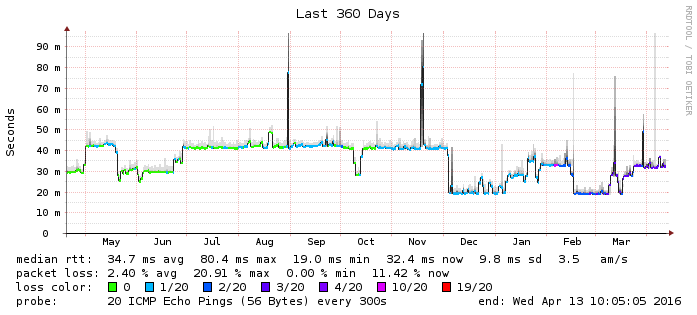 Last 360 Days
RRDTOOL / TOBI OETIKER
Seconds
90 m
80 m
70 m
60 m
50 m
40 m
30 m
20 m
10 m
0
May Jun Jul Aug Sep Oct Nov Dec Jan Feb Mar
median rtt: 34.7 ms avg 80.4 ms max 19.0 ms min 32.4 ms now 9.8 ms sd 3.5 am/s
packet loss: 2.40 % avg 20.91 % max 0.00 % min 11.42 % now
loss color: 0 1/20 2/20 3/20 4/20 10/20 19/20
probe: 20 ICMP Echo Pings (56 Bytes) every 300s end: Wed Apr 13 10:05:05 2016